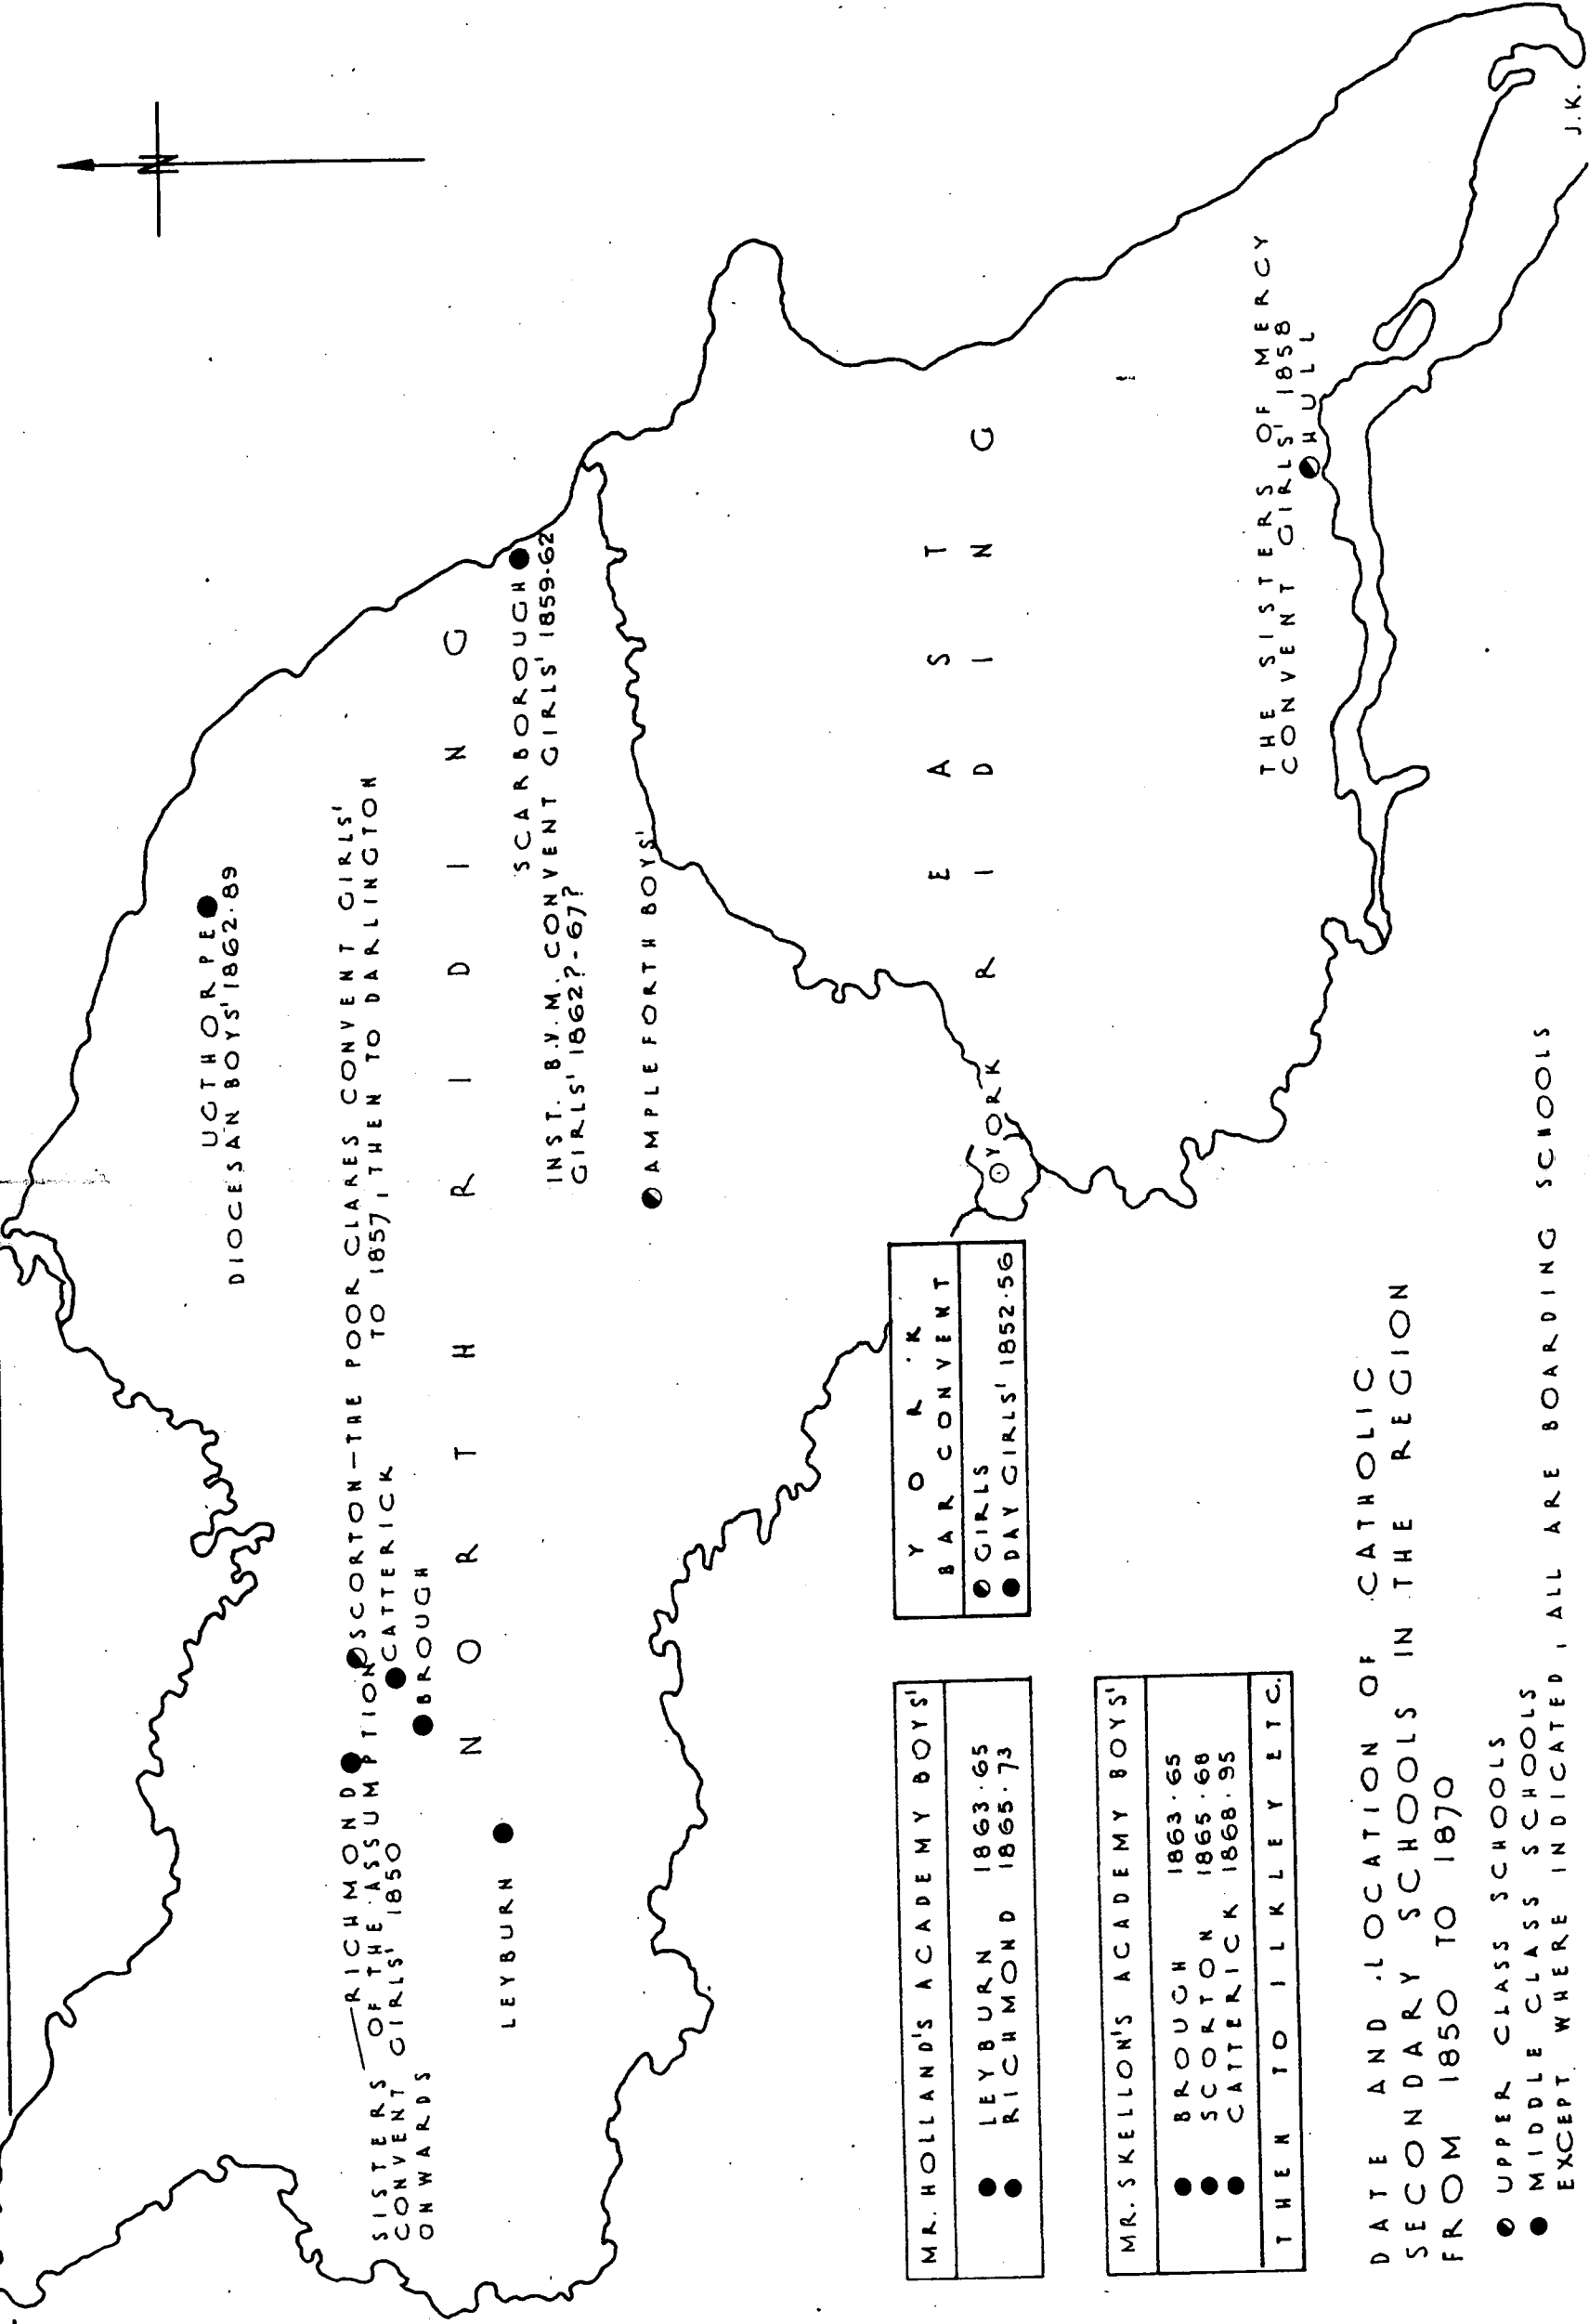 UGTHORPE
DIOCESAN BOYS' 1862-89
SISTERS OF THE ASSUMPTION
RICHMOND
CONVENT GIRLS' 1850
ONWARDS
SCORTON—THE POOR CLARES CONVENT GIRLS'
TO 1857, THEN TO DARLINGTON
CATTERICK
BROUGH
LEYBURN
NORTH RIDING
SCARBOROUGH
INST. B.V.M. CONVENT GIRLS' 1859-62
GIRLS' 1862?-67?
AMPLEFORTH BOYS'
EAST
RIDING
YORK
THE SISTERS OF MERCY
CONVENT GIRLS' 1858
HULL
YORK
BAR CONVENT
GIRLS
DAY GIRLS' 1852-56
MR. HOLLAND'S ACADEMY BOYS'
LEYBURN 1863-65
RICHMOND 1865-73
MR. SKELLON'S ACADEMY BOYS'
BROUGH 1863-65
SCORTON 1865-68
CATTERICK 1868-95
THEN TO ILKLEY ETC.
DATE AND LOCATION OF CATHOLIC
SECONDARY SCHOOLS IN THE REGION
FROM 1850 TO 1870
UPPER CLASS SCHOOLS
MIDDLE CLASS SCHOOLS
EXCEPT WHERE INDICATED, ALL ARE BOARDING SCHOOLS
J.K.
N